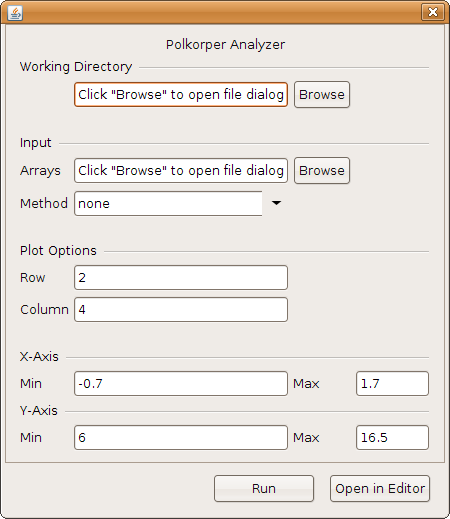 Polkorper Analyzer
Working Directory
Click "Browse" to open file dialog Browse
Input
Arrays Click "Browse" to open file dialog Browse
Method none
Plot Options
Row 2
Column 4
X-Axis
Min -0.7 Max 1.7
Y-Axis
Min 6 Max 16.5
Run Open in Editor